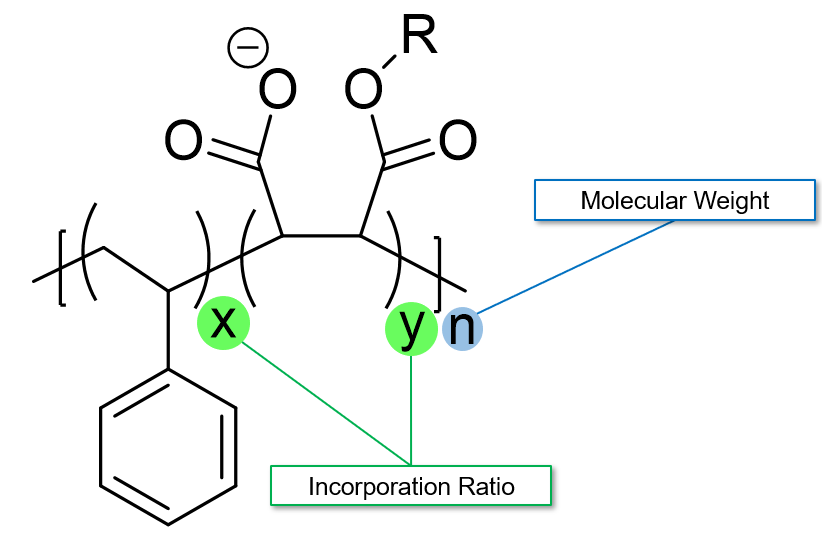 R
⊖
O
O
O
O
Molecular Weight
x
y
n
Incorporation Ratio